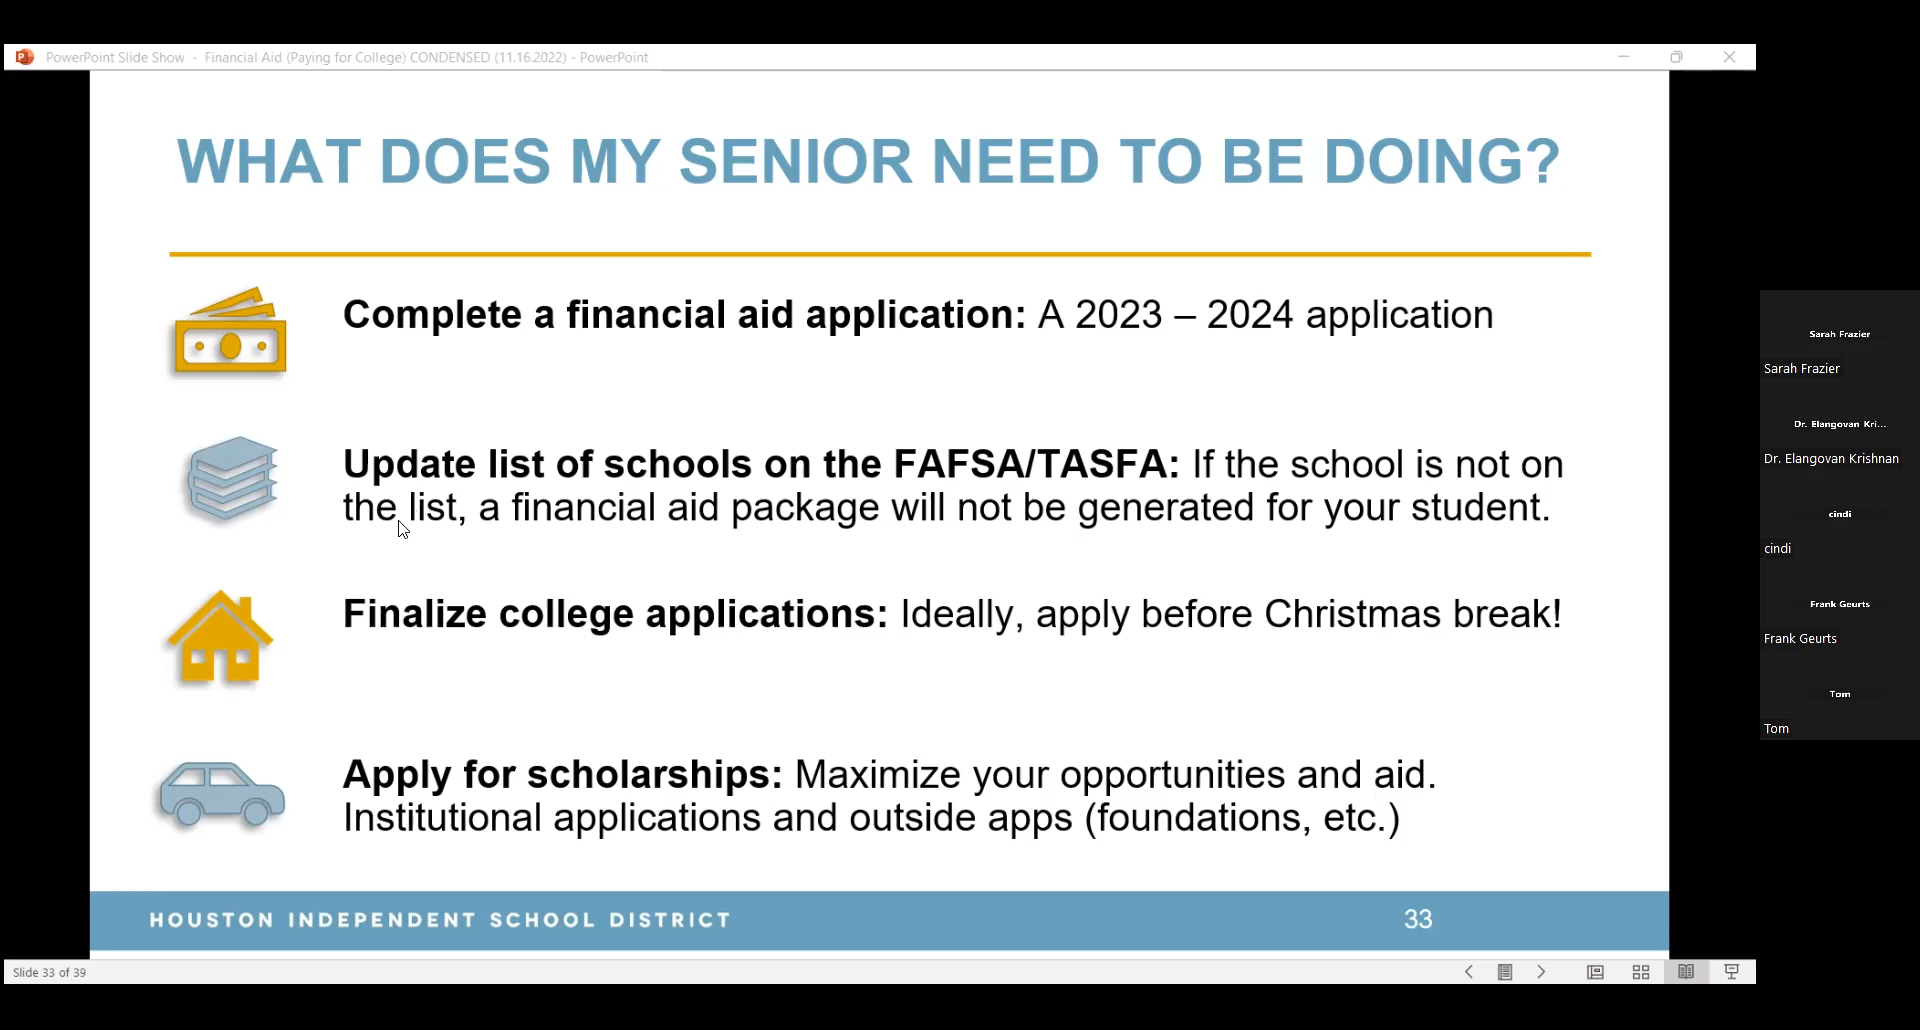 PowerPoint Slide Show - Financial Aid (Paying for College) CONDENSED (11.16.2022) - PowerPoint
WHAT DOES MY SENIOR NEED TO BE DOING?
Complete a financial aid application: A 2023 – 2024 application
Update list of schools on the FAFSA/TASFA: If the school is not on
the list, a financial aid package will not be generated for your student.
Finalize college applications: Ideally, apply before Christmas break!
Apply for scholarships: Maximize your opportunities and aid.
Institutional applications and outside apps (foundations, etc.)
HOUSTON INDEPENDENT SCHOOL DISTRICT
33
Slide 33 of 39
Sarah Frazier
Sarah Frazier
Dr. Elangovan Kri...
Dr. Elangovan Krishnan
cindi
cindi
Frank Geurts
Frank Geurts
Tom
Tom